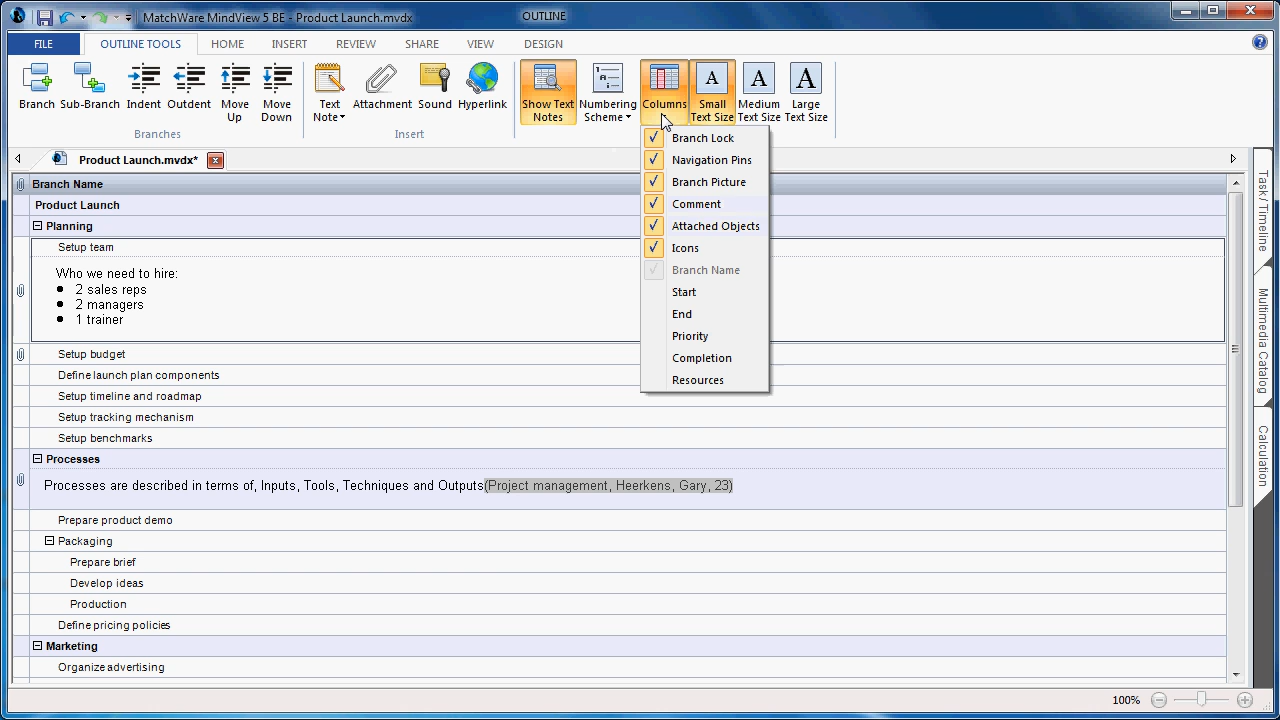 MatchWare MindView 5 BE - Product Launch.mvdx
OUTLINE
FILE
OUTLINE TOOLS
HOME
INSERT
REVIEW
SHARE
VIEW
DESIGN
Branch
Sub-Branch
Indent
Outdent
Move Up
Move Down
Branches
Text Note
Attachment
Sound
Hyperlink
Insert
Show Text Notes
Numbering Scheme
Columns
Small Text Size
Medium Text Size
Large Text Size
Product Launch.mvdx*
Branch Lock
Navigation Pins
Branch Picture
Comment
Attached Objects
Icons
Branch Name
Start
End
Priority
Completion
Resources
Branch Name
Product Launch
Planning
Setup team
Who we need to hire:
● 2 sales reps
● 2 managers
● 1 trainer
Setup budget
Define launch plan components
Setup timeline and roadmap
Setup tracking mechanism
Setup benchmarks
Processes
Processes are described in terms of, Inputs, Tools, Techniques and Outputs(Project management, Heerkens, Gary, 23)
Prepare product demo
Packaging
Prepare brief
Develop ideas
Production
Define pricing policies
Marketing
Organize advertising
Task / Timeline
Multimedia Catalog
Calculation
100%